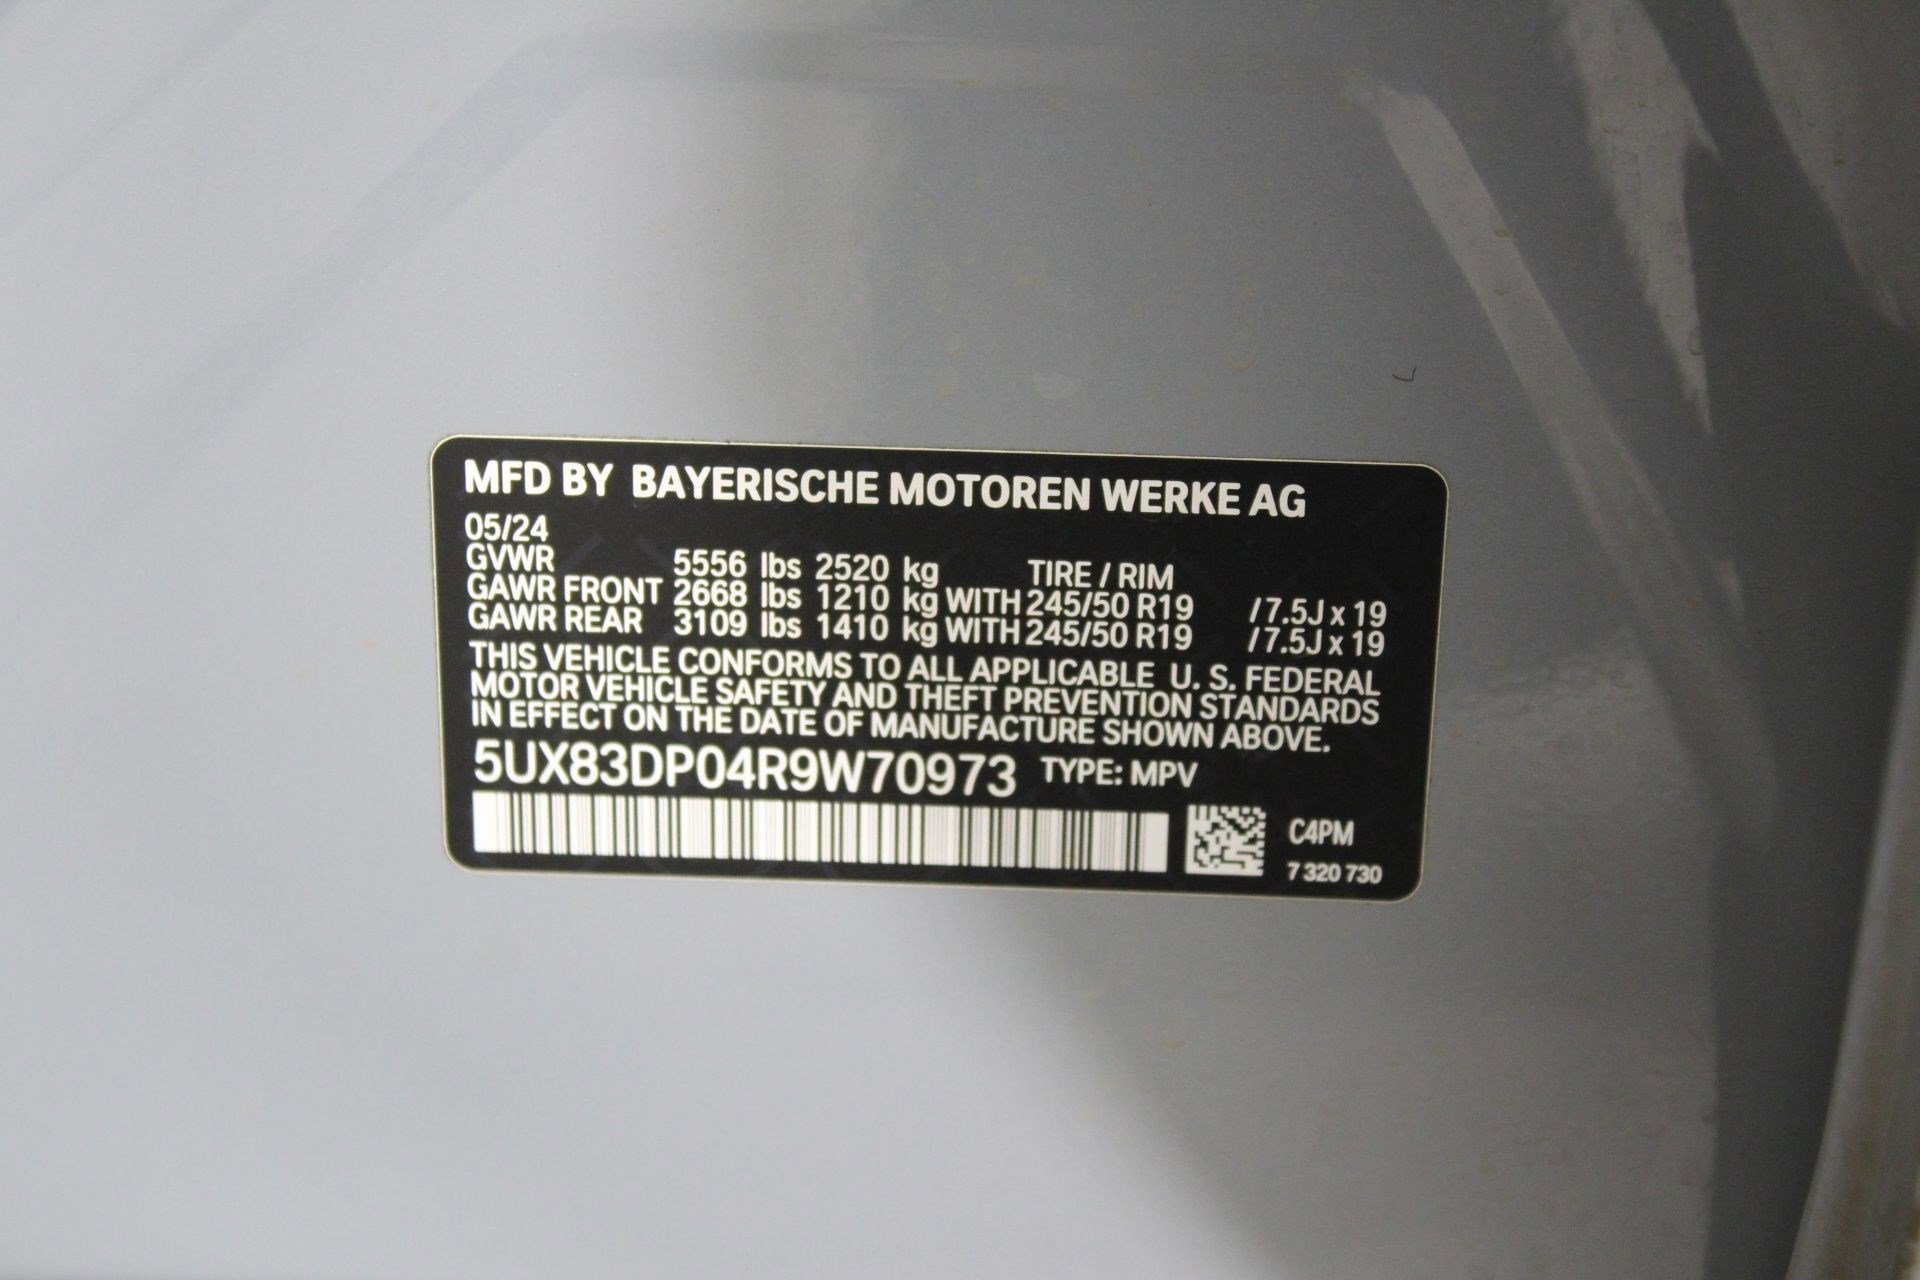 MFD BY BAYERISCHE MOTOREN WERKE AG
05/24
GVWR 5556 lbs 2520 kg TIRE / RIM
GAWR FRONT 2668 lbs 1210 kg WITH 245/50 R19 / 7.5J x 19
GAWR REAR 3109 lbs 1410 kg WITH 245/50 R19 / 7.5J x 19
THIS VEHICLE CONFORMS TO ALL APPLICABLE U. S. FEDERAL
MOTOR VEHICLE SAFETY AND THEFT PREVENTION STANDARDS
IN EFFECT ON THE DATE OF MANUFACTURE SHOWN ABOVE.
5UX83DP04R9W70973 TYPE: MPV
C4PM
7 320 730